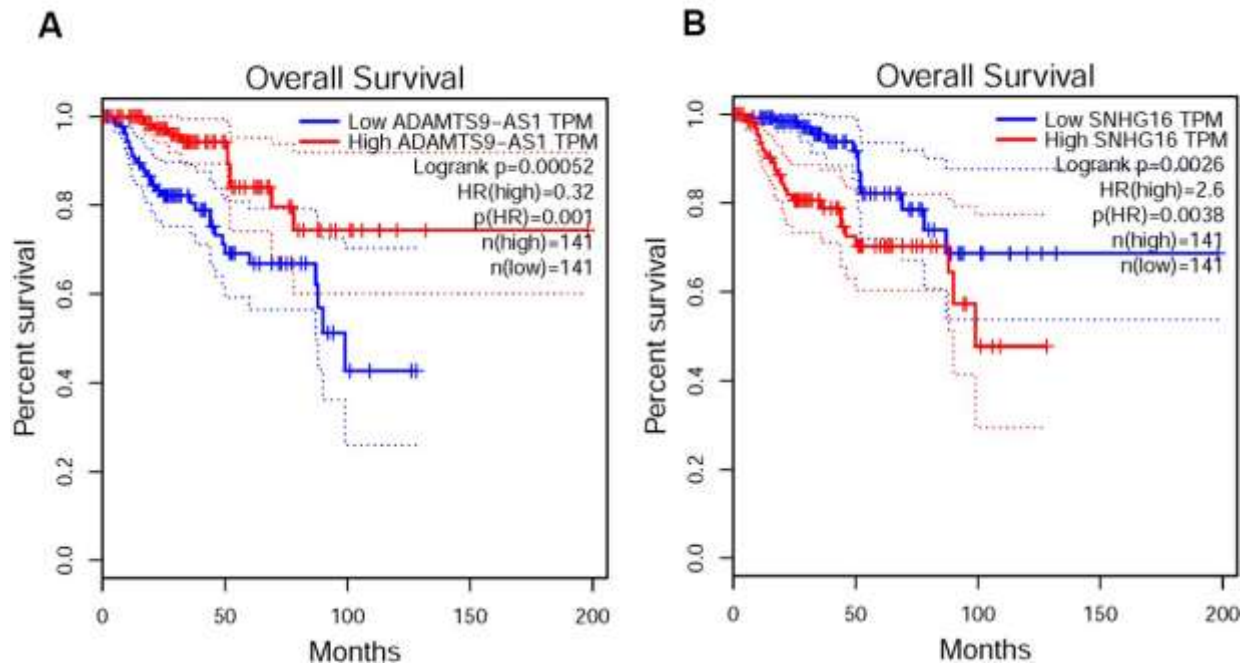 A
Overall Survival
Low ADAMTS9-AS1 TPM
High ADAMTS9-AS1 TPM
Logrank p=0.00052
HR(high)=0.32
p(HR)=0.001
n(high)=141
n(low)=141
Percent survival
1.0
0.8
0.6
0.4
0.2
0.0
0 50 100 150 200
Months
B
Overall Survival
Low SNHG16 TPM
High SNHG16 TPM
Logrank p=0.0026
HR(high)=2.6
p(HR)=0.0038
n(high)=141
n(low)=141
Percent survival
1.0
0.8
0.6
0.4
0.2
0.0
0 50 100 150 200
Months